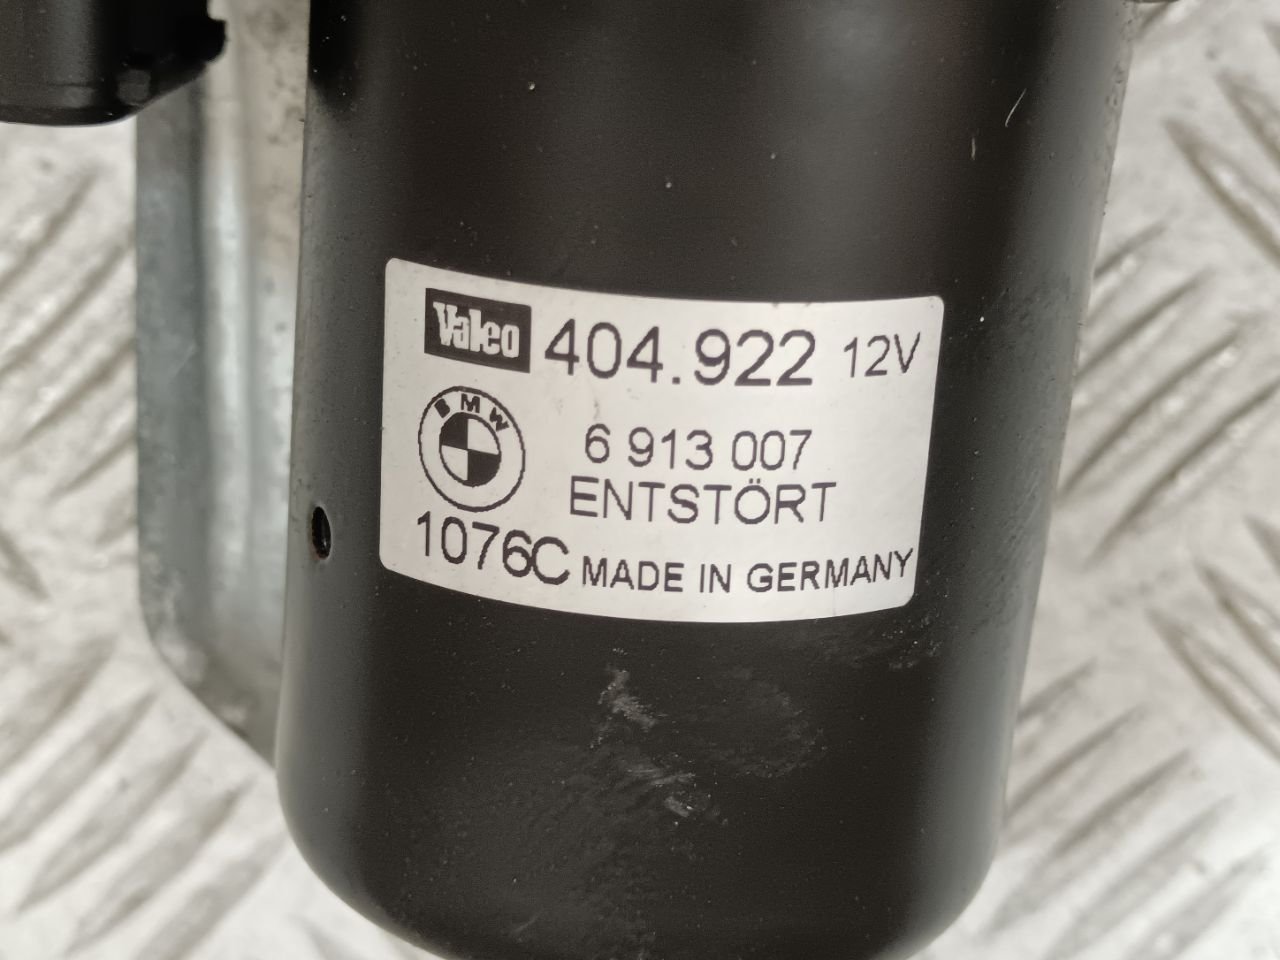 Valeo 404.922 12V
BMW 6 913 007
ENTSTÖRT
1076C MADE IN GERMANY